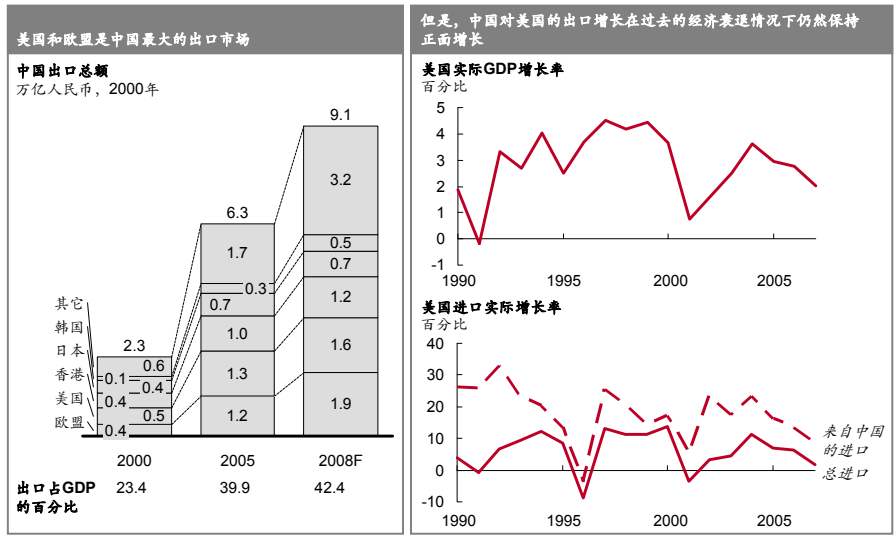 美国和欧盟是中国最大的出口市场
中国出口总额
万亿人民币，2000年
9.1
3.2
6.3
0.5
1.7
0.7
0.3
其它
0.7
1.2
韩国
2.3
日本
0.6
1.0
1.6
香港
0.1
0.4
美国
0.4
1.3
0.5
1.9
欧盟
0.4
1.2
2000
2005
2008F
出口占GDP
的百分比
23.4
39.9
42.4
但是，中国对美国的出口增长在过去的经济衰退情况下仍然保持
正面增长
美国实际GDP增长率
百分比
5
4
3
2
1
0
-1
1990
1995
2000
2005
美国进口实际增长率
百分比
40
30
20
10
0
-10
来自中国
的进口
总进口
1990
1995
2000
2005